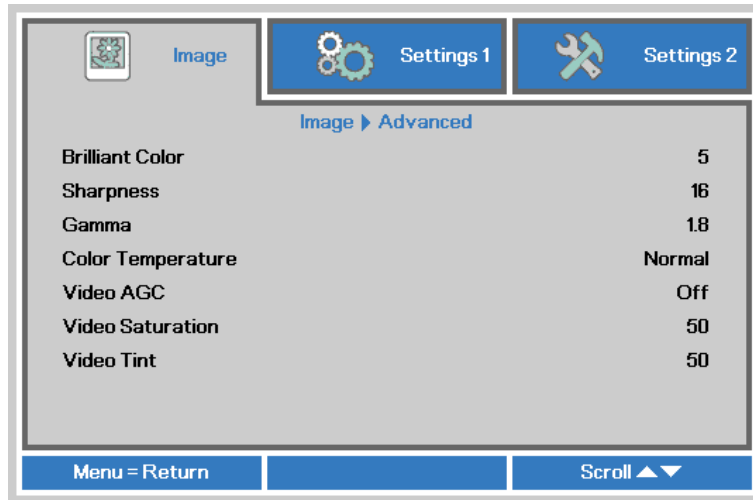 Image Settings 1 Settings 2
Image ▶ Advanced
Brilliant Color 5
Sharpness 16
Gamma 1.8
Color Temperature Normal
Video AGC Off
Video Saturation 50
Video Tint 50
Menu = Return Scroll ▲▼